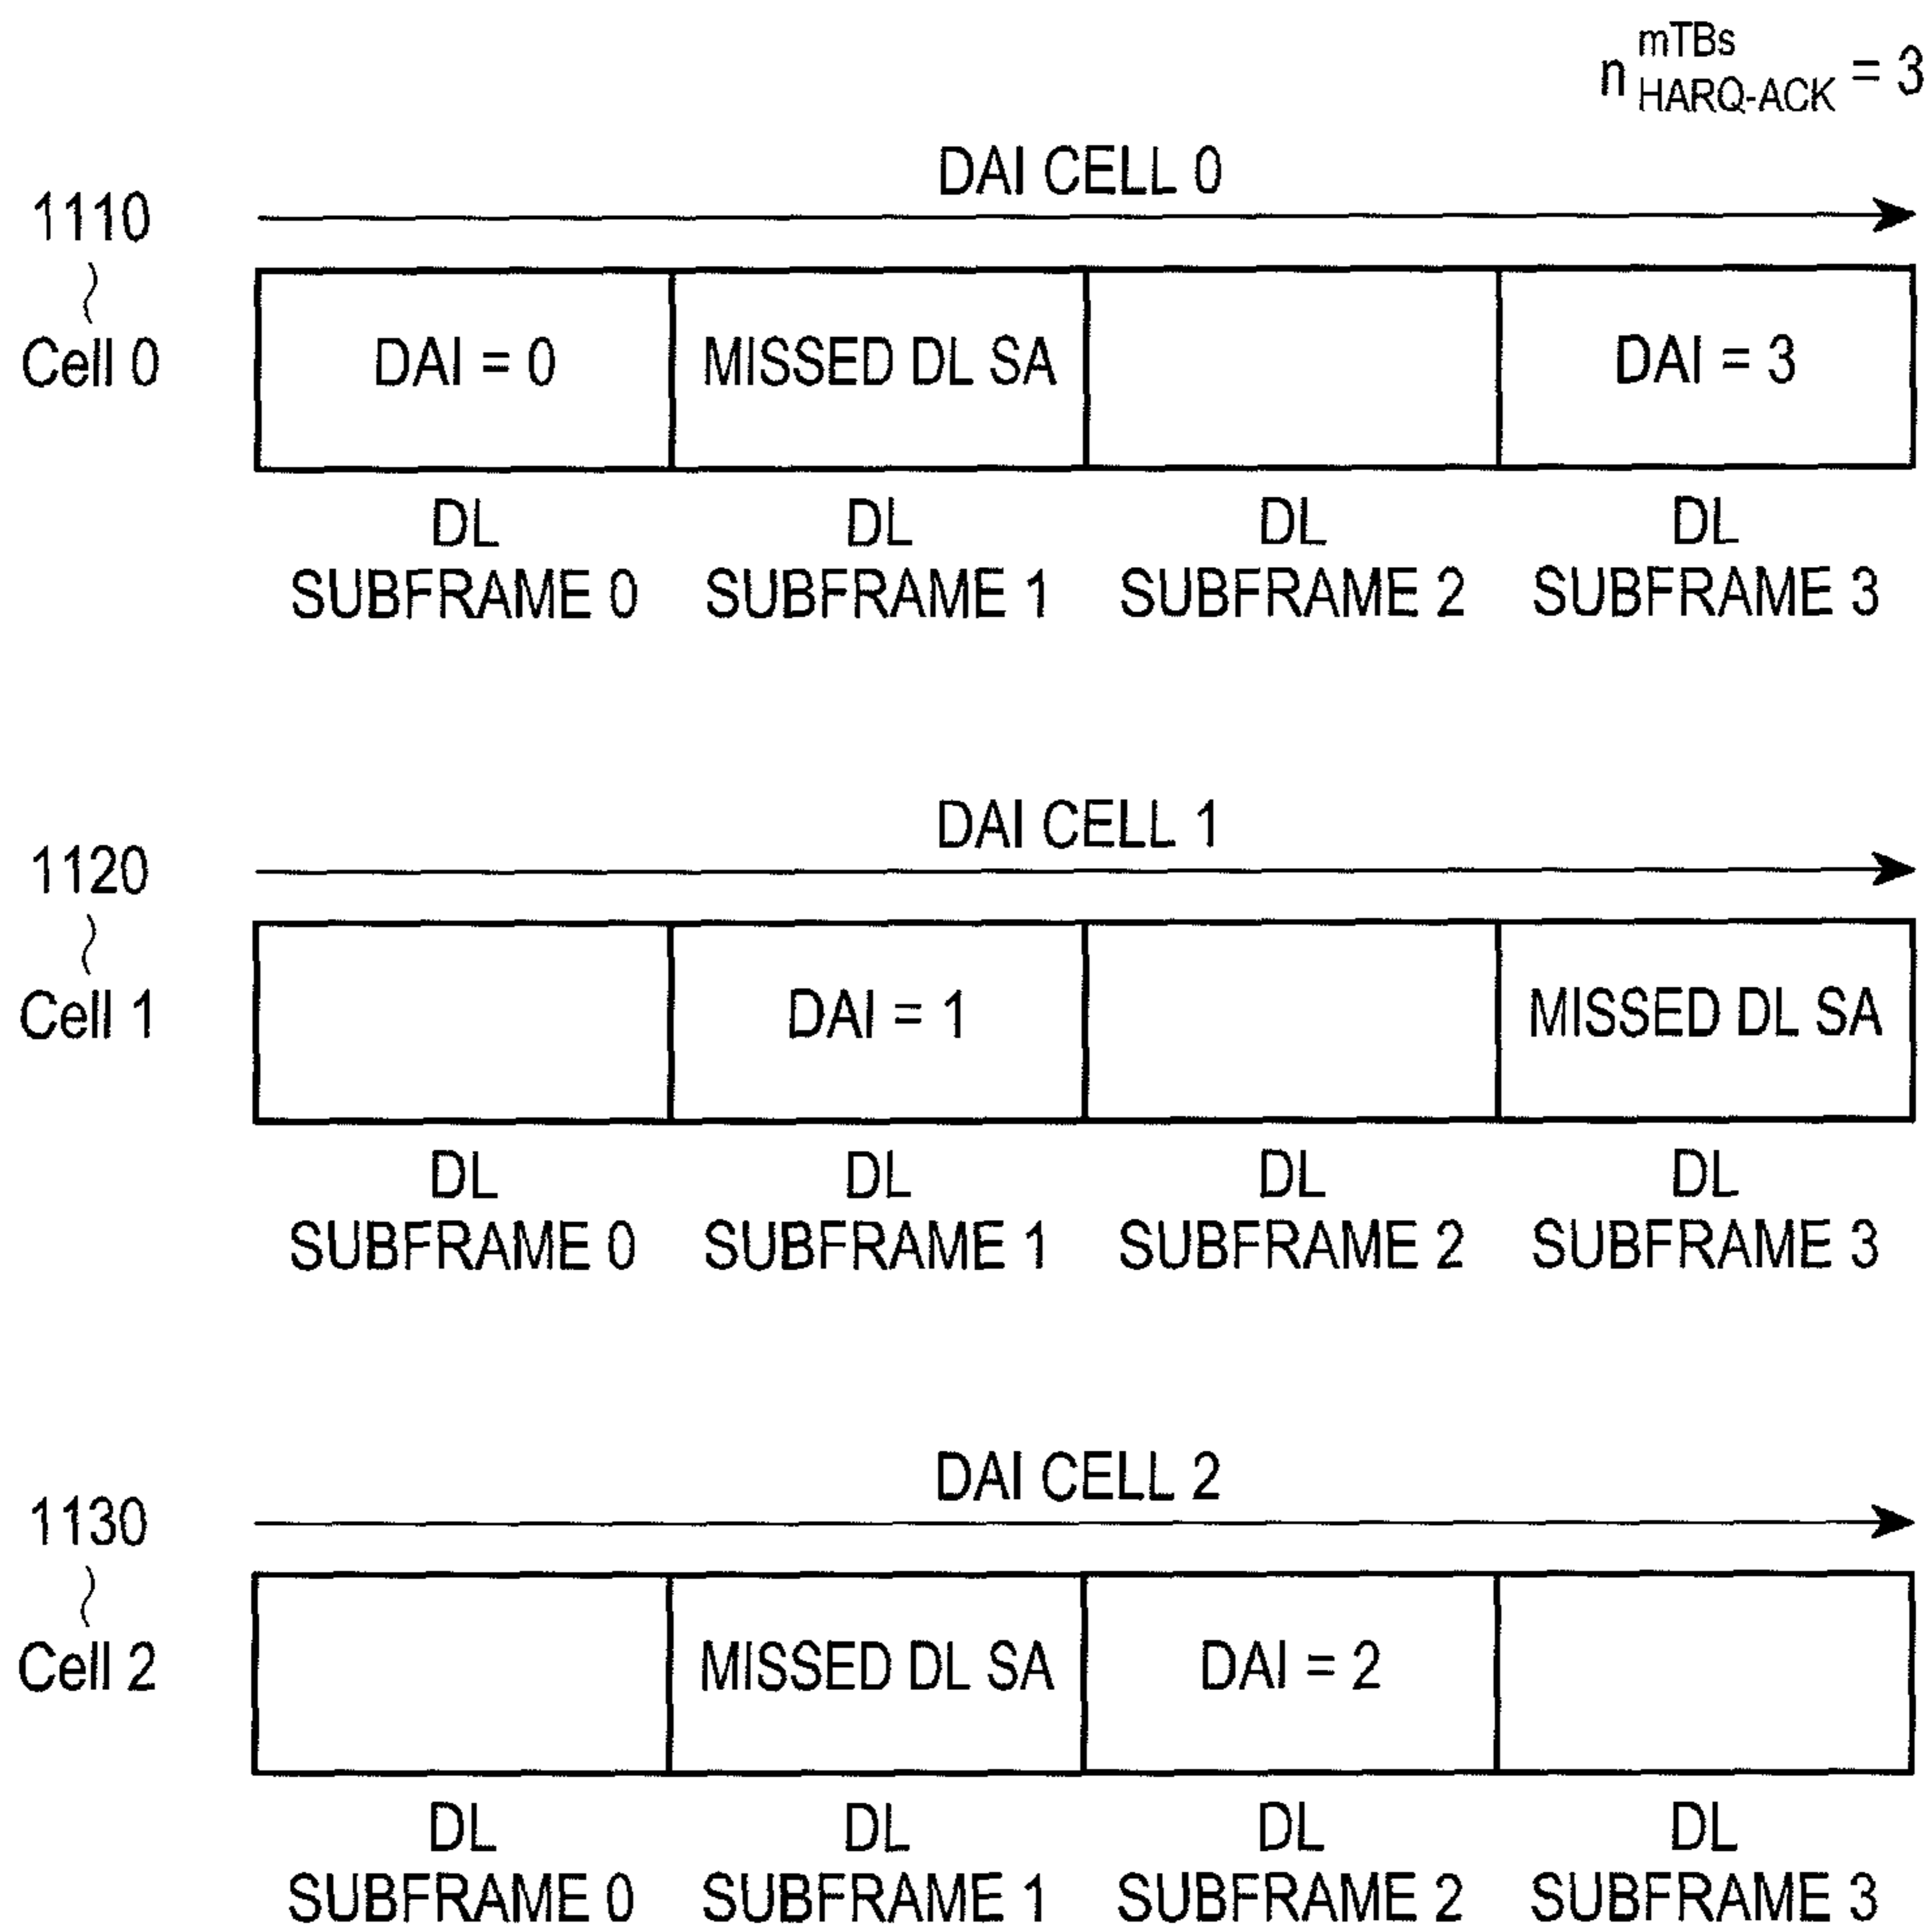 n mTBs HARQ-ACK = 3
DAI CELL 0
1110
Cell 0
DAI = 0 MISSED DL SA DAI = 3
DL DL DL DL
SUBFRAME 0 SUBFRAME 1 SUBFRAME 2 SUBFRAME 3
DAI CELL 1
1120
Cell 1
DAI = 1 MISSED DL SA
DL DL DL DL
SUBFRAME 0 SUBFRAME 1 SUBFRAME 2 SUBFRAME 3
DAI CELL 2
1130
Cell 2
MISSED DL SA DAI = 2
DL DL DL DL
SUBFRAME 0 SUBFRAME 1 SUBFRAME 2 SUBFRAME 3